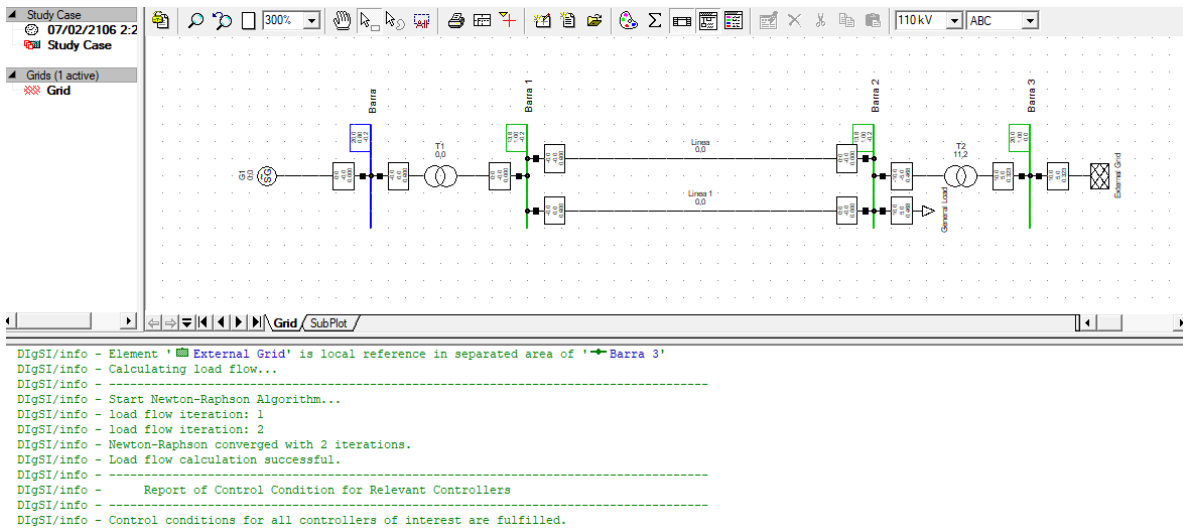 Study Case
07/02/2106 2:2
Study Case
Grids (1 active)
Grid
300%
110 kV
ABC
Barra
Barra 1
Barra 2
Barra 3
G1
0,0
SG
T1
0,0
Linea
0,0
Linea 1
0,0
T2
11,2
General Load
External Grid
Grid
SubPlot
DIgSI/info - Element 'External Grid' is local reference in separated area of 'Barra 3'
DIgSI/info - Calculating load flow...
DIgSI/info - --------------------------------------------------------------------------------
DIgSI/info - Start Newton-Raphson Algorithm...
DIgSI/info - load flow iteration: 1
DIgSI/info - load flow iteration: 2
DIgSI/info - Newton-Raphson converged with 2 iterations.
DIgSI/info - Load flow calculation successful.
DIgSI/info - --------------------------------------------------------------------------------
DIgSI/info - Report of Control Condition for Relevant Controllers
DIgSI/info - --------------------------------------------------------------------------------
DIgSI/info - Control conditions for all controllers of interest are fulfilled.